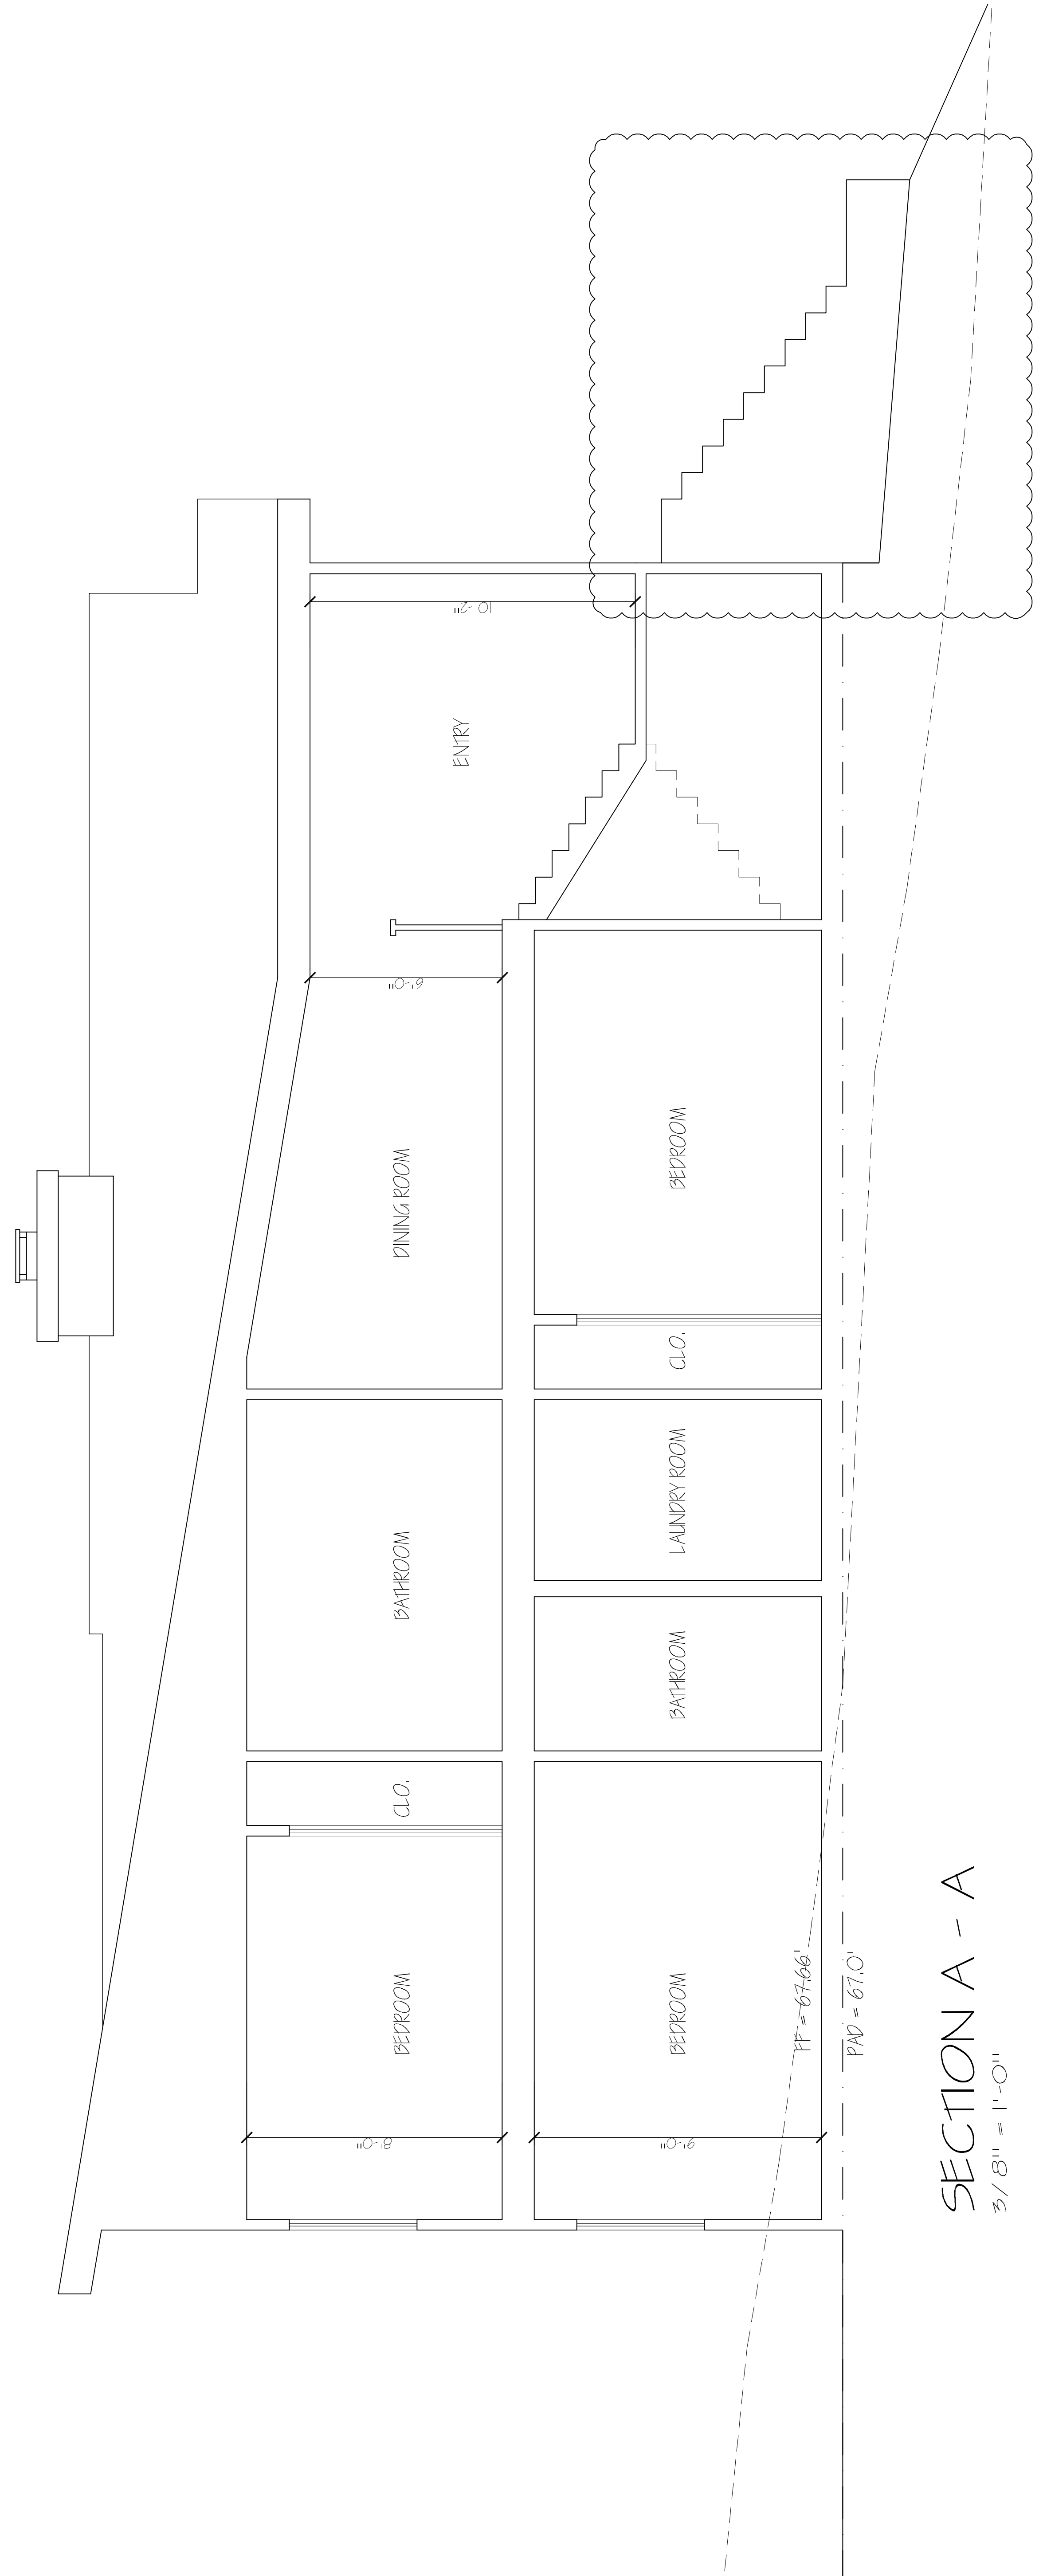 8'-0"
BEDROOM
CLO.
BATHROOM
DINING ROOM
6'-0"
ENTRY
10'-2"
9'-0"
BEDROOM
BATHROOM
LAUNDRY ROOM
CLO.
BEDROOM
FF = 67.66'
PAD = 67.0'
SECTION A - A
3/8" = 1'-0"